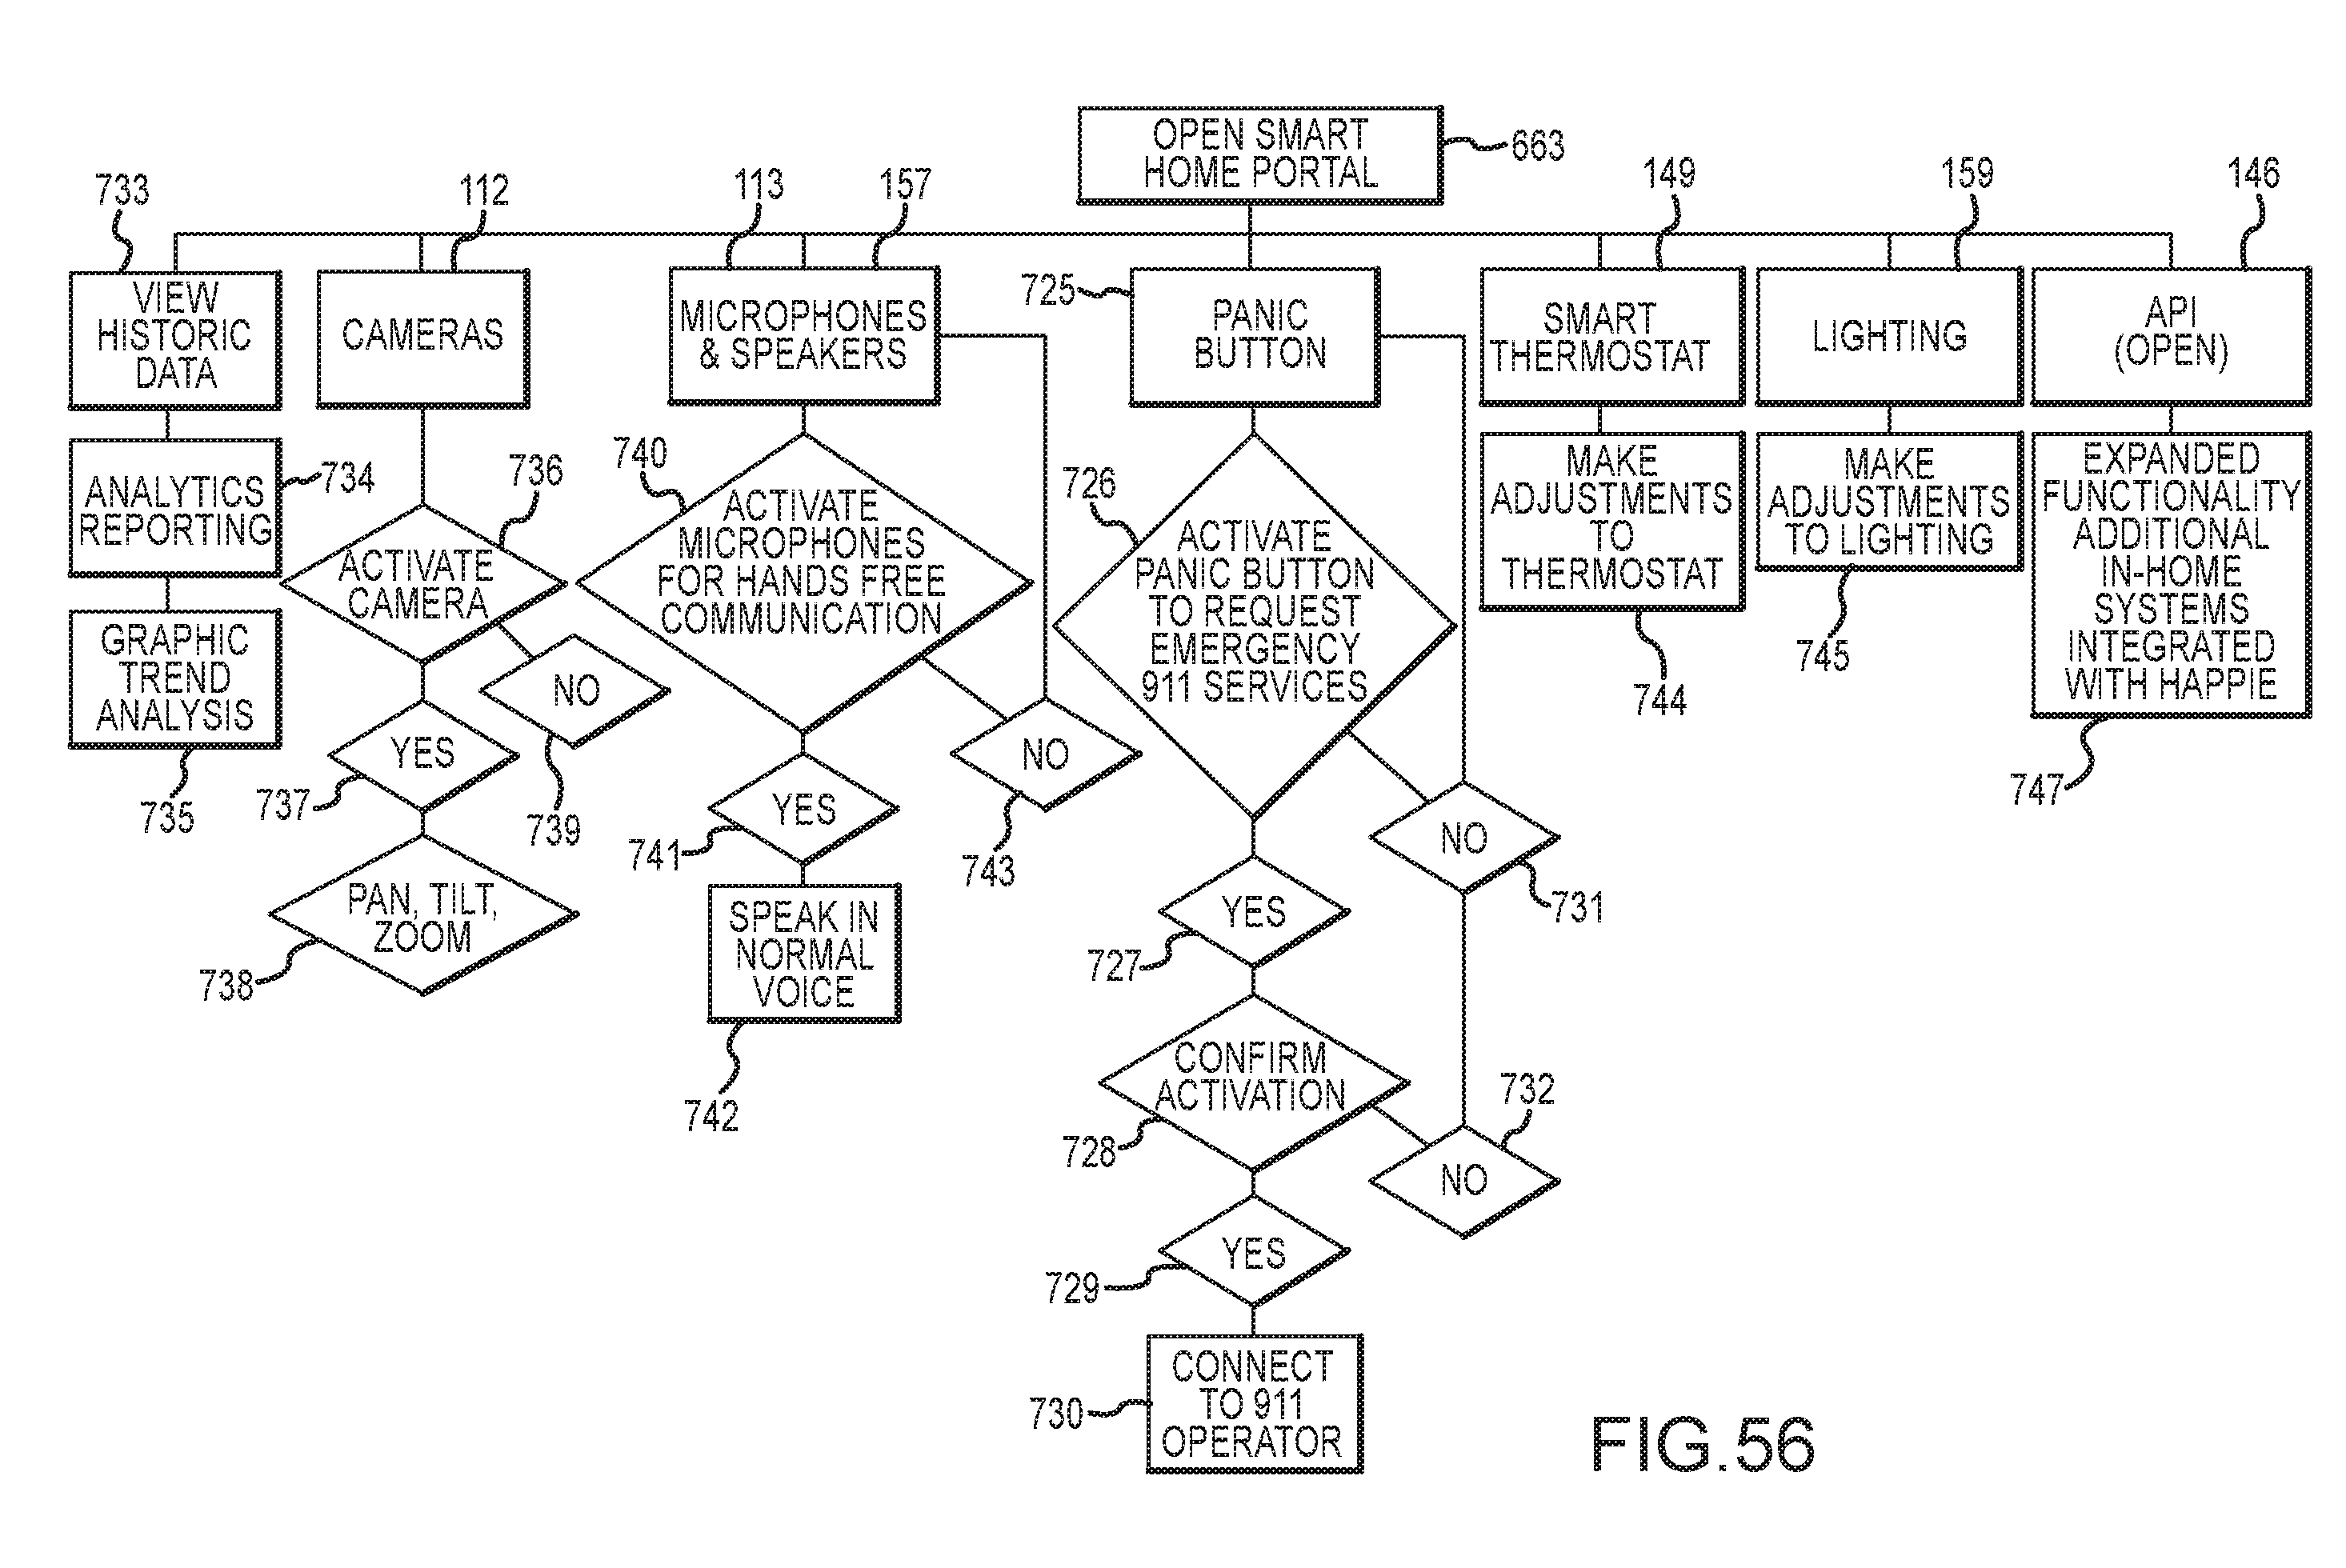 OPEN SMART
HOME PORTAL
663
733
112
113
157
149
159
146
VIEW
HISTORIC
DATA
CAMERAS
MICROPHONES
& SPEAKERS
725
PANIC
BUTTON
SMART
THERMOSTAT
LIGHTING
API
(OPEN)
ANALYTICS
REPORTING
734
736
740
726
GRAPHIC
TREND
ANALYSIS
735
ACTIVATE
CAMERA
NO
739
YES
737
PAN, TILT,
ZOOM
738
ACTIVATE
MICROPHONES
FOR HANDS FREE
COMMUNICATION
NO
743
YES
741
SPEAK IN
NORMAL
VOICE
742
ACTIVATE
PANIC BUTTON
TO REQUEST
EMERGENCY
911 SERVICES
NO
731
YES
727
CONFIRM
ACTIVATION
728
732
NO
YES
729
CONNECT
TO 911
OPERATOR
730
MAKE
ADJUSTMENTS
TO
THERMOSTAT
744
MAKE
ADJUSTMENTS
TO LIGHTING
745
EXPANDED
FUNCTIONALITY
ADDITIONAL
IN-HOME
SYSTEMS
INTEGRATED
WITH HAPPIE
747
FIG.56